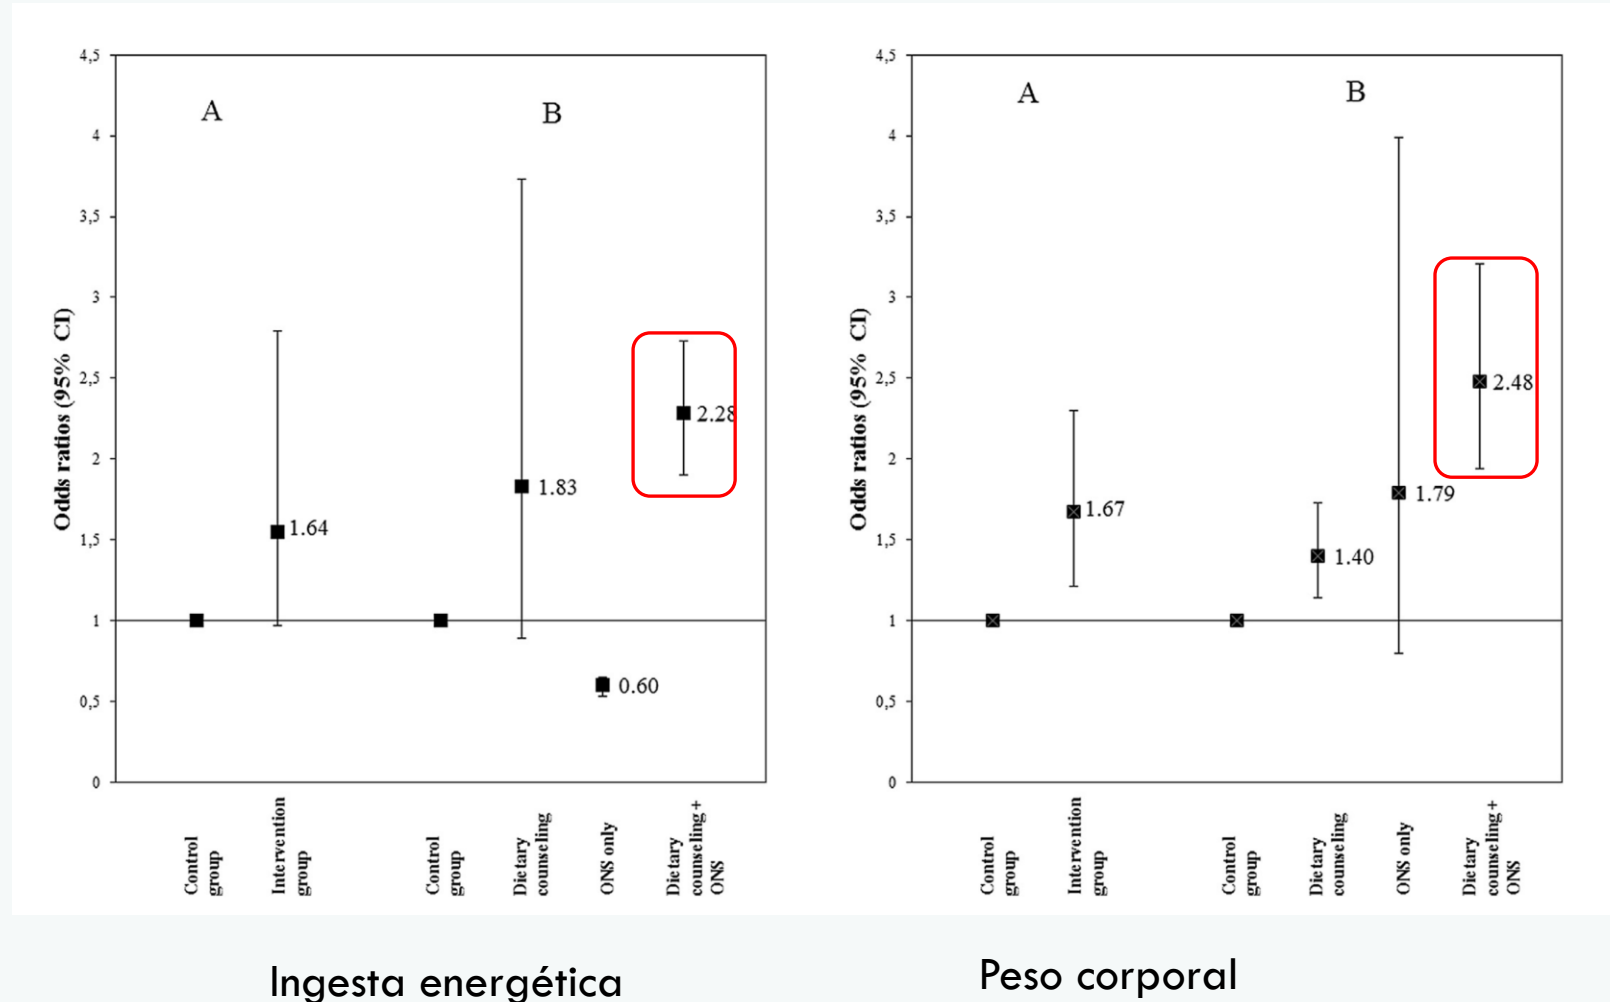 4,5
4
3,5
3
2,5
2
1,5
1
0,5
0
Odds ratios (95% CI)
A
B
1.64
1.83
0.60
2.28
Control
group
Intervention
group
Control
group
Dietary
counseling
ONS only
Dietary
counseling +
ONS
Ingesta energética
4,5
4
3,5
3
2,5
2
1,5
1
0,5
0
Odds ratios (95% CI)
A
B
1.67
1.40
1.79
2.48
Control
group
Intervention
group
Control
group
Dietary
counseling
ONS only
Dietary
counseling +
ONS
Peso corporal